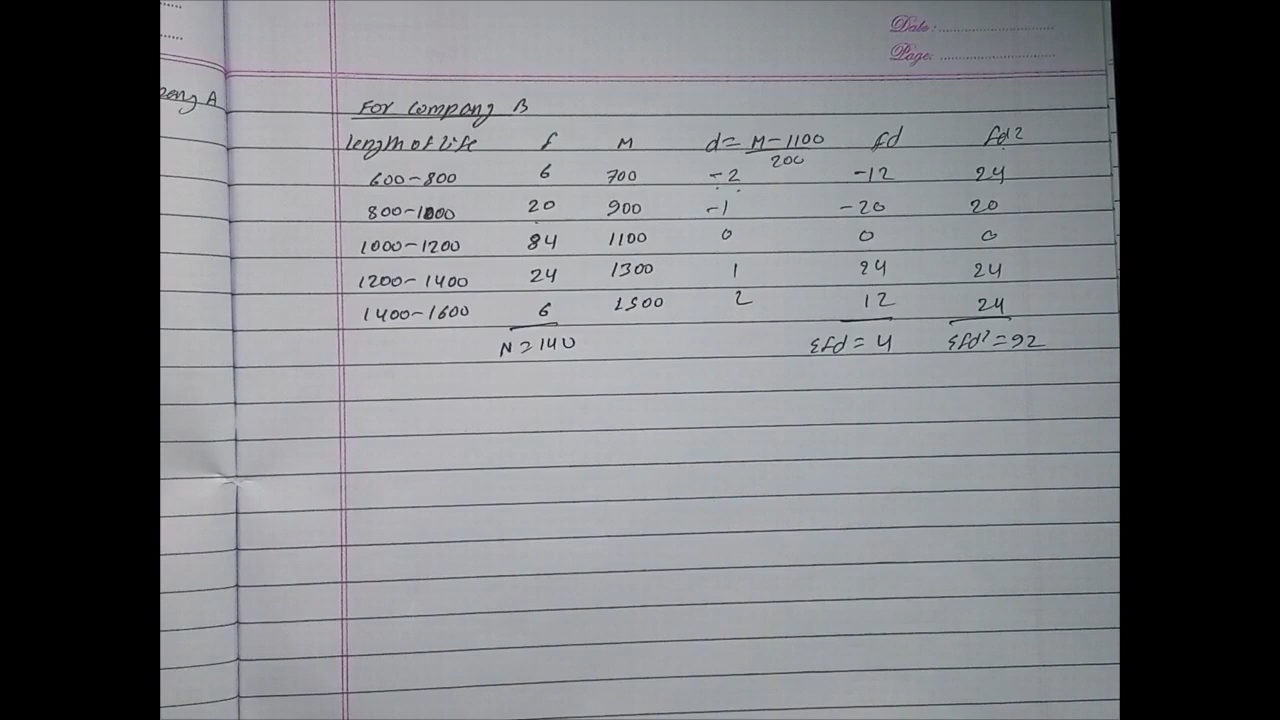 Date: ........................
Page: ........................
A
For Company B
length of life f M d = M-1100 / 200 fd fd2
600-800 6 700 -2 -12 24
800-1000 20 900 -1 -20 20
1000-1200 84 1100 0 0 0
1200-1400 24 1300 1 24 24
1400-1600 6 1500 2 12 24
N = 140 Σfd = 4 Σfd² = 92